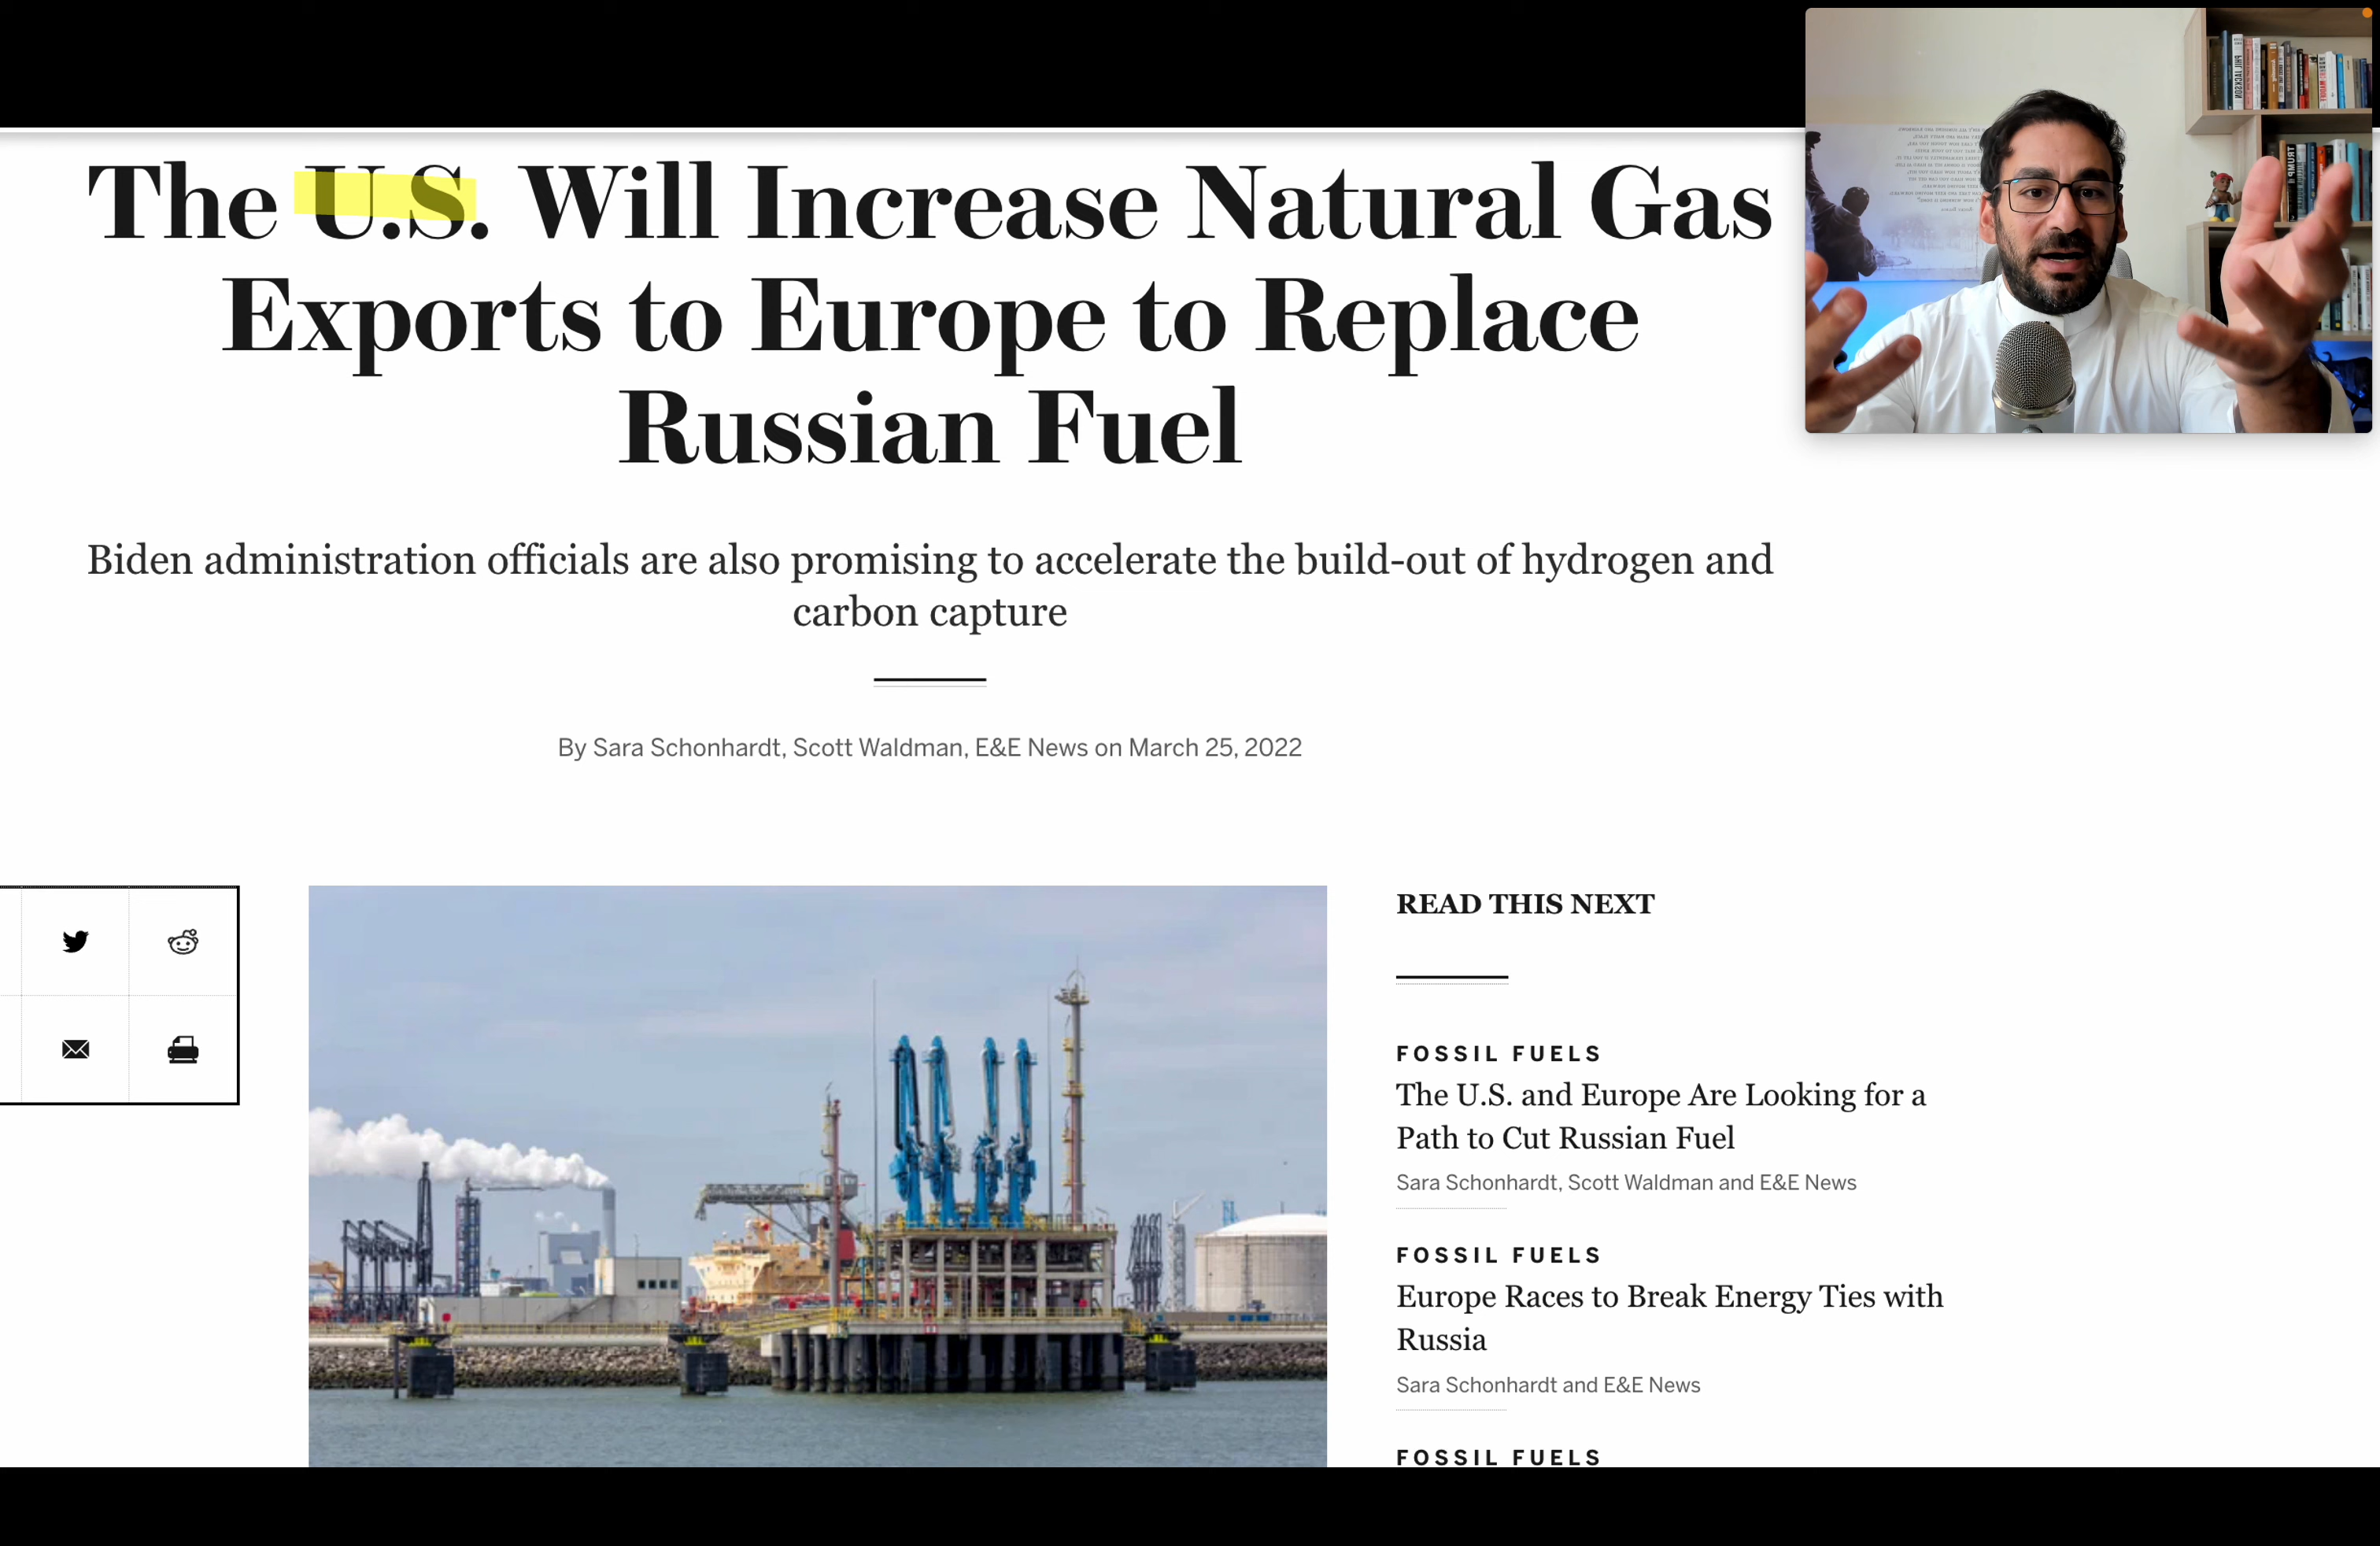 The U.S. Will Increase Natural Gas
Exports to Europe to Replace
Russian Fuel
Biden administration officials are also promising to accelerate the build-out of hydrogen and
carbon capture
By Sara Schonhardt, Scott Waldman, E&E News on March 25, 2022
READ THIS NEXT
FOSSIL FUELS
The U.S. and Europe Are Looking for a
Path to Cut Russian Fuel
Sara Schonhardt, Scott Waldman and E&E News
FOSSIL FUELS
Europe Races to Break Energy Ties with
Russia
Sara Schonhardt and E&E News
FOSSIL FUELS
TRUMP